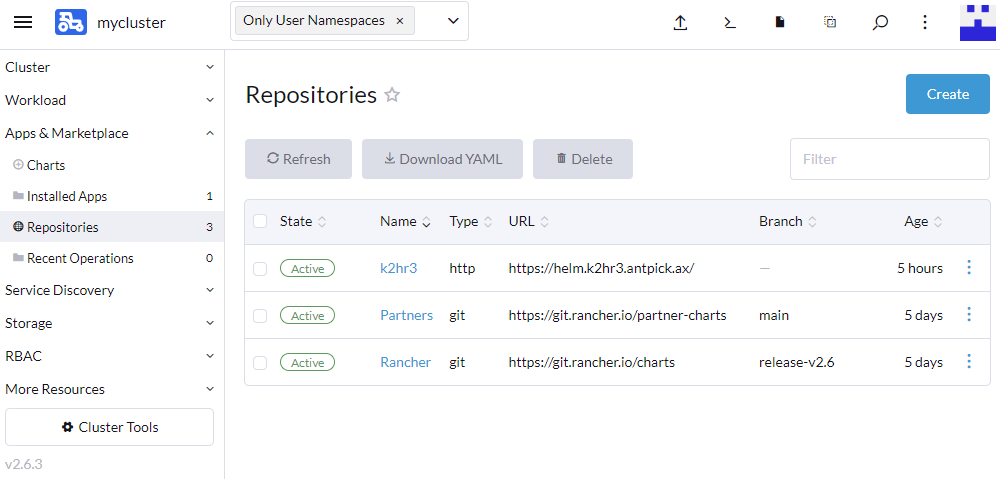 mycluster
Only User Namespaces ×
Cluster
Workload
Apps & Marketplace
Charts
Installed Apps 1
Repositories 3
Recent Operations 0
Service Discovery
Storage
RBAC
More Resources
Cluster Tools
v2.6.3
Repositories
Create
Refresh
Download YAML
Delete
Filter
State Name Type URL Branch Age
Active k2hr3 http https://helm.k2hr3.antpick.ax/ — 5 hours
Active Partners git https://git.rancher.io/partner-charts main 5 days
Active Rancher git https://git.rancher.io/charts release-v2.6 5 days